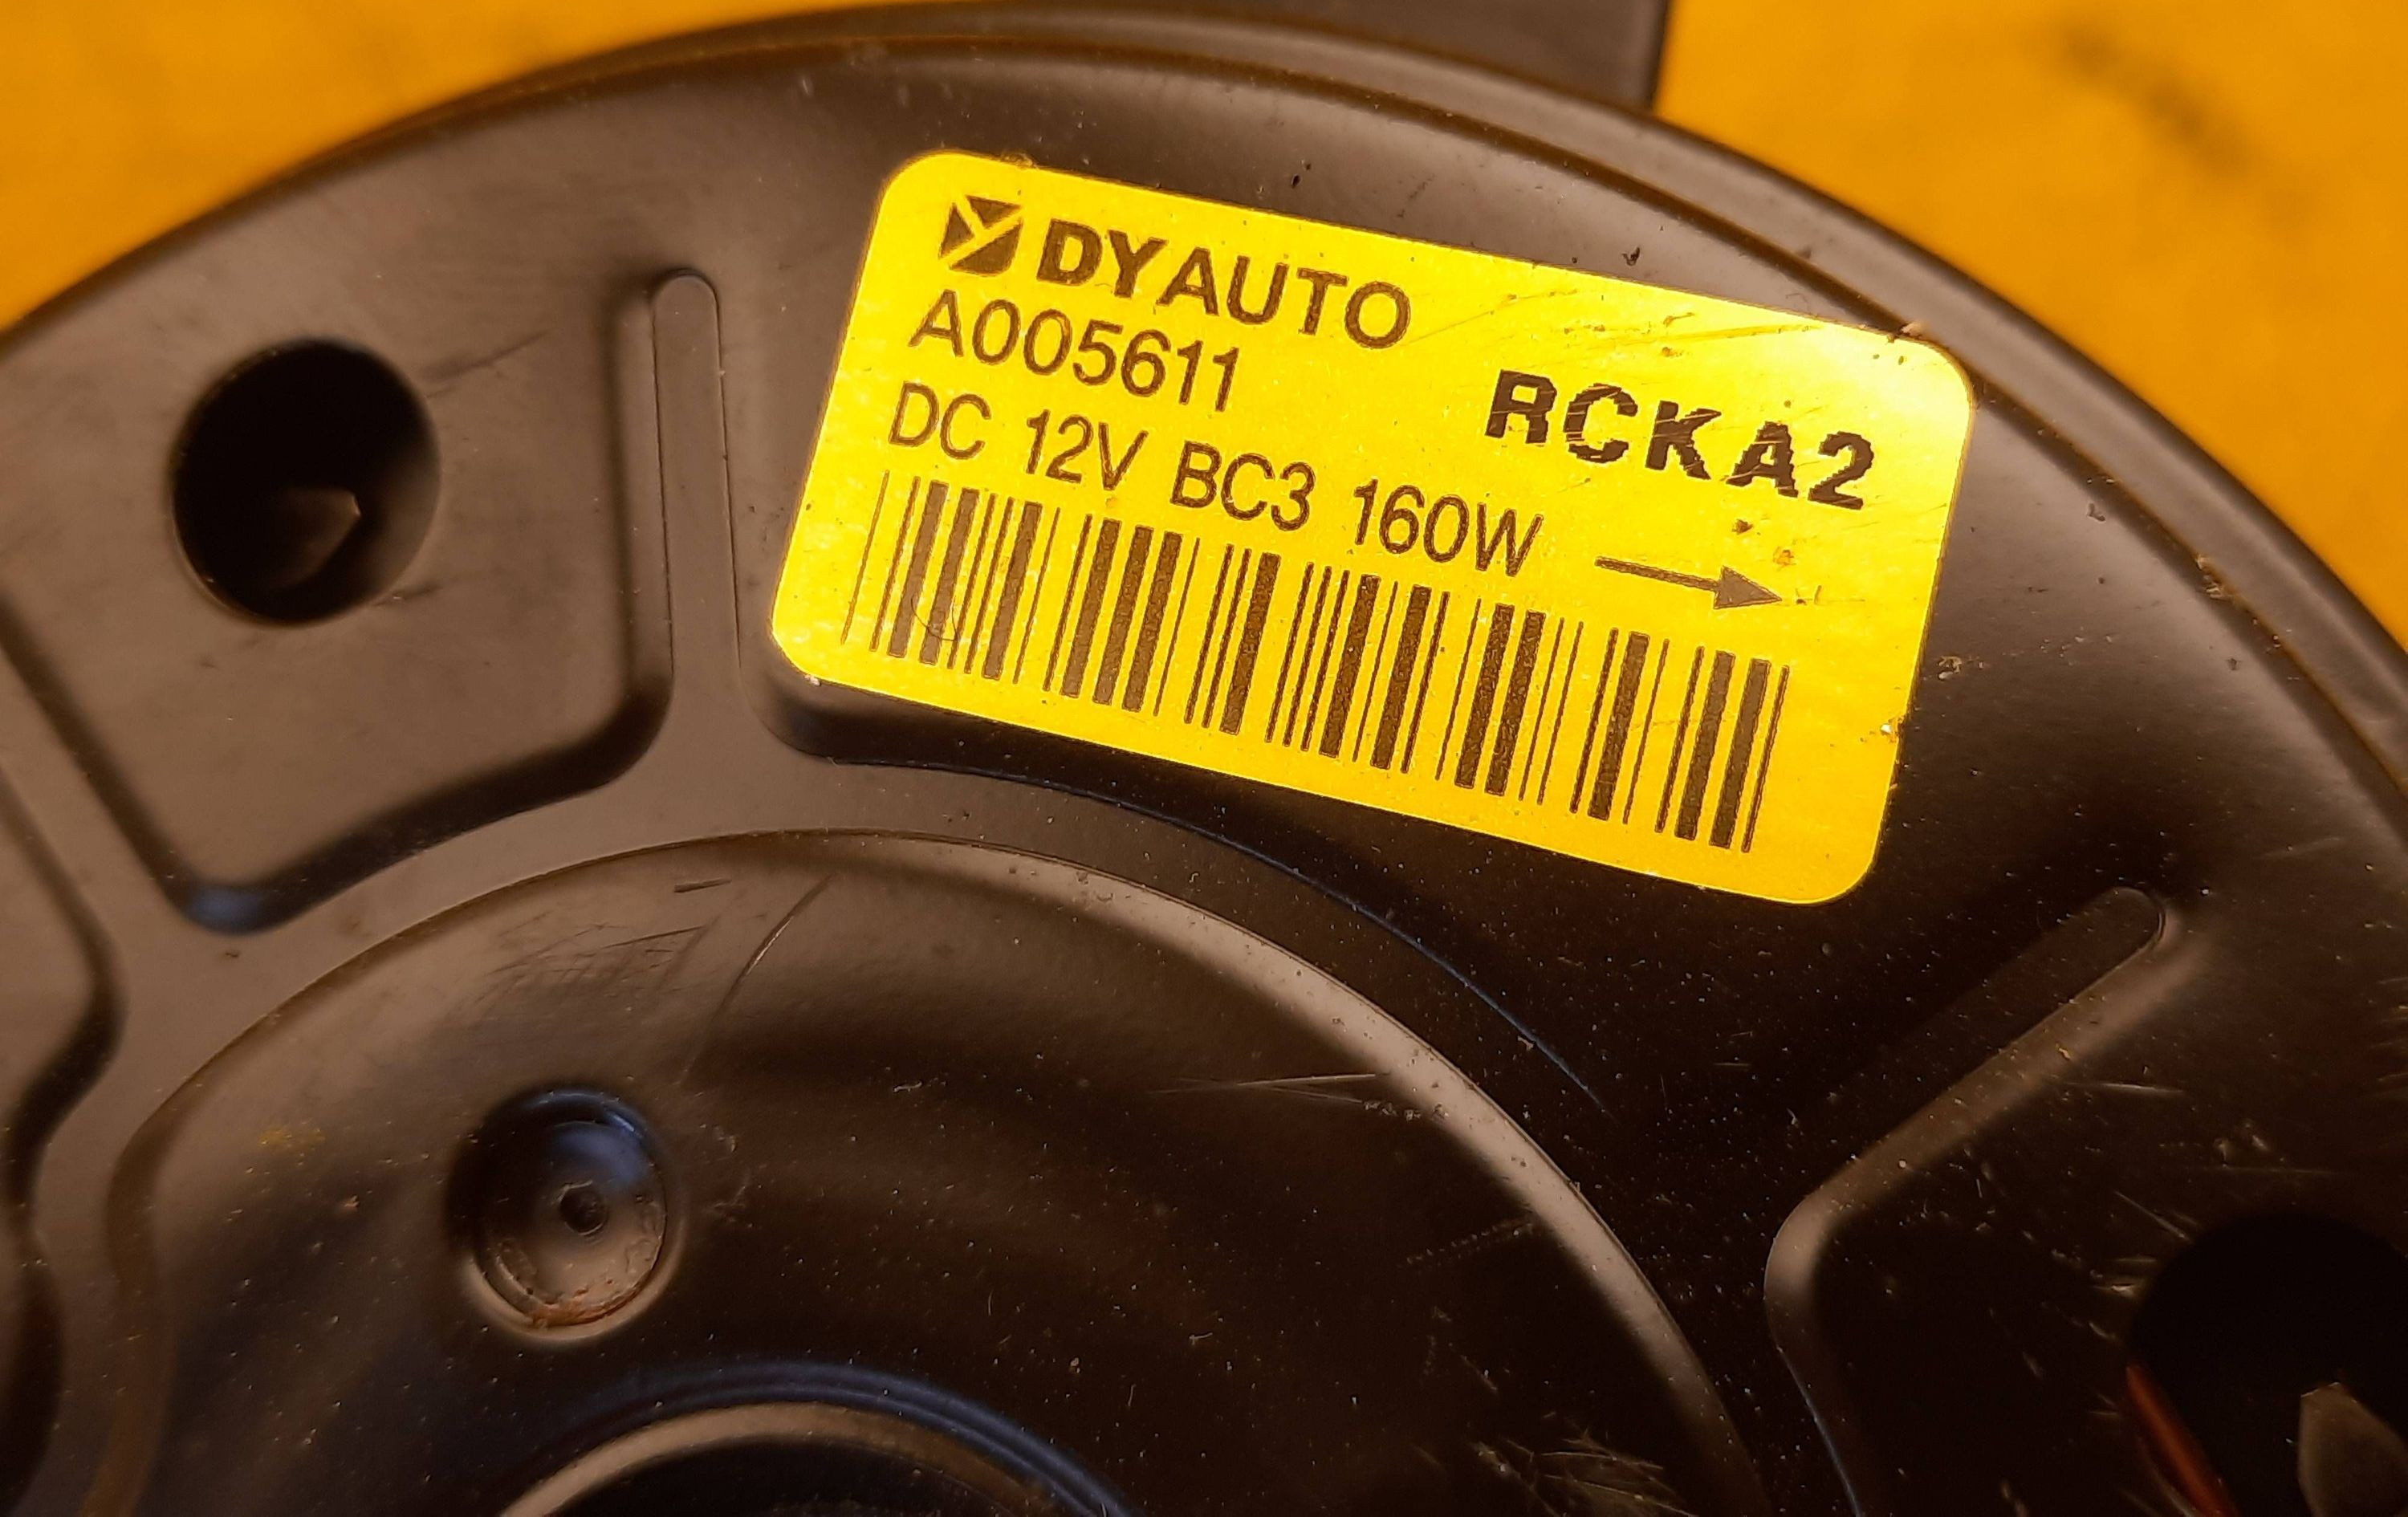 DYAUTO
A005611
RCKA2
DC 12V BC3 160W